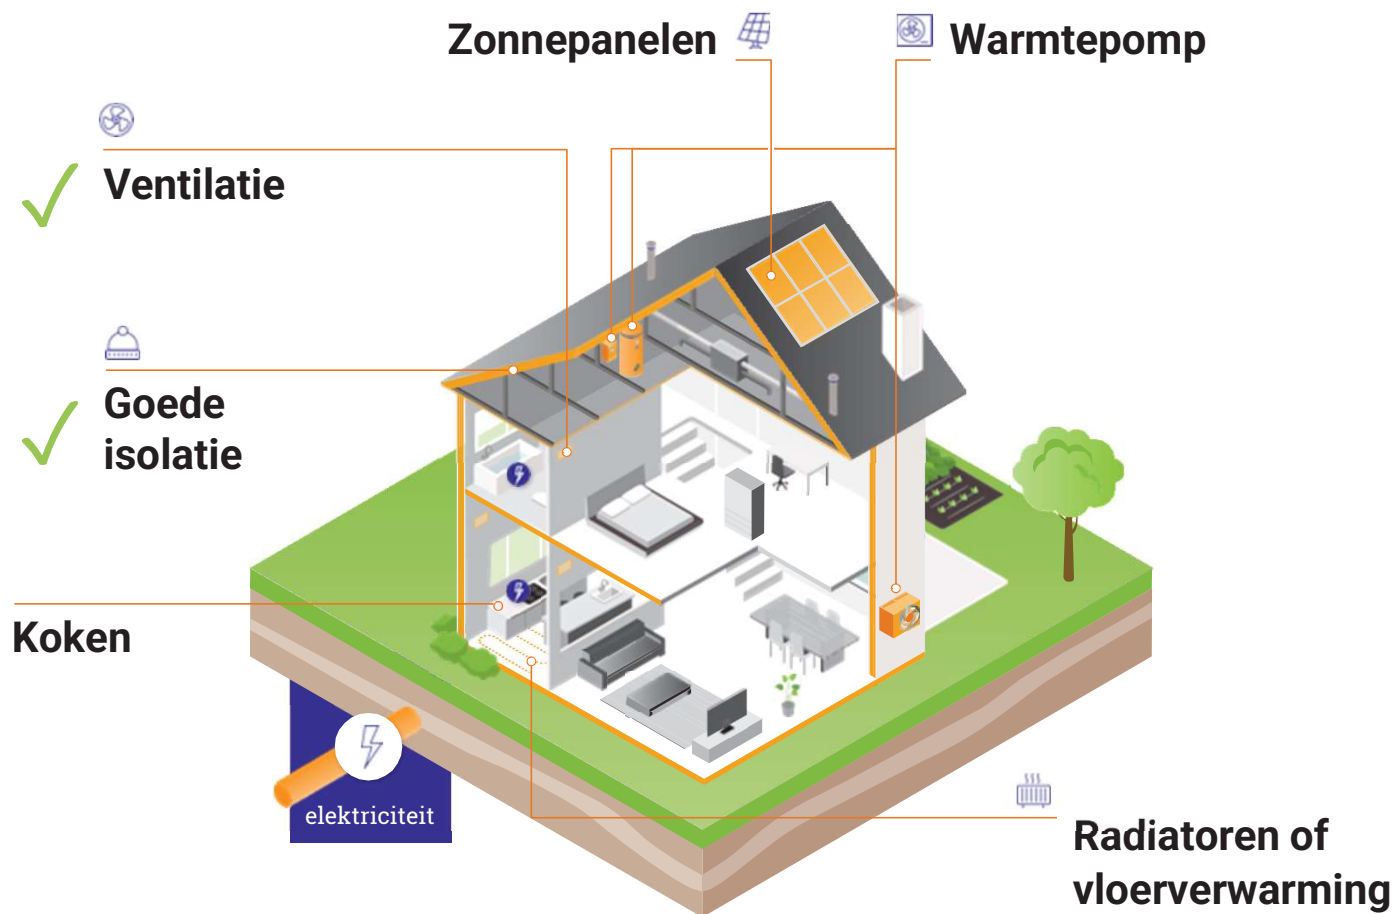 Zonnepanelen
Warmtepomp
Ventilatie
Goede
isolatie
Koken
elektriciteit
Radiatoren of
vloerverwarming